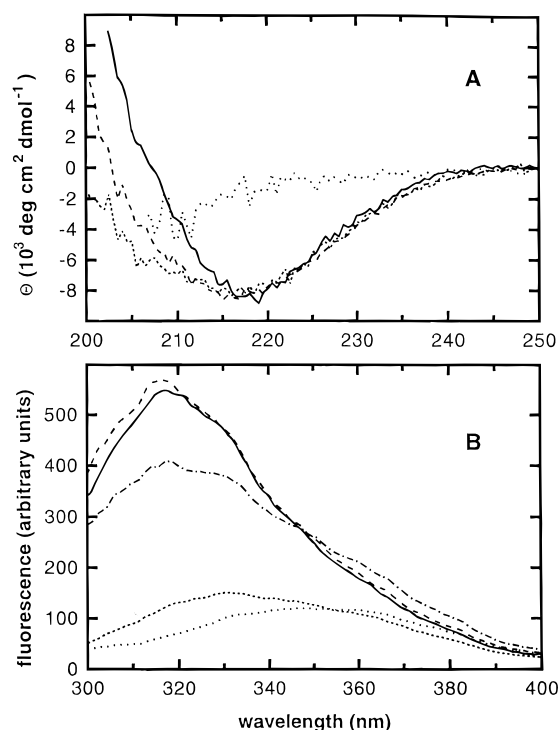 8
6
4
2
0
-2
-4
-6
-8
Θ (10³ deg cm² dmol⁻¹)
A
200 210 220 230 240 250
500
400
300
200
100
0
fluorescence (arbitrary units)
B
300 320 340 360 380 400
wavelength (nm)